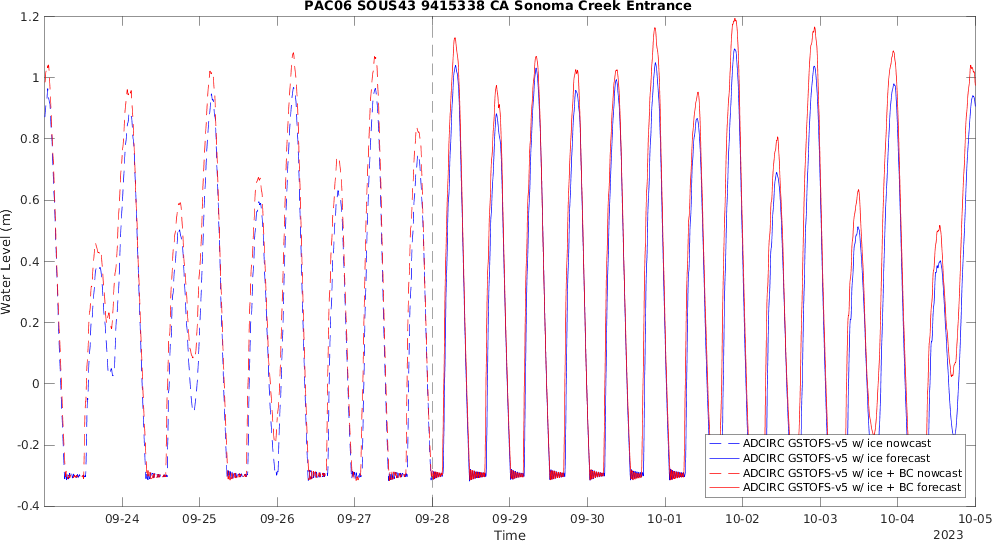 PAC06 SOUS43 9415338 CA Sonoma Creek Entrance
Water Level (m)
1.2
1
0.8
0.6
0.4
0.2
0
-0.2
-0.4
ADCIRC GSTOFS-v5 w/ ice nowcast
ADCIRC GSTOFS-v5 w/ ice forecast
ADCIRC GSTOFS-v5 w/ ice + BC nowcast
ADCIRC GSTOFS-v5 w/ ice + BC forecast
09-24 09-25 09-26 09-27 09-28 09-29 09-30 10-01 10-02 10-03 10-04 10-05
Time
2023